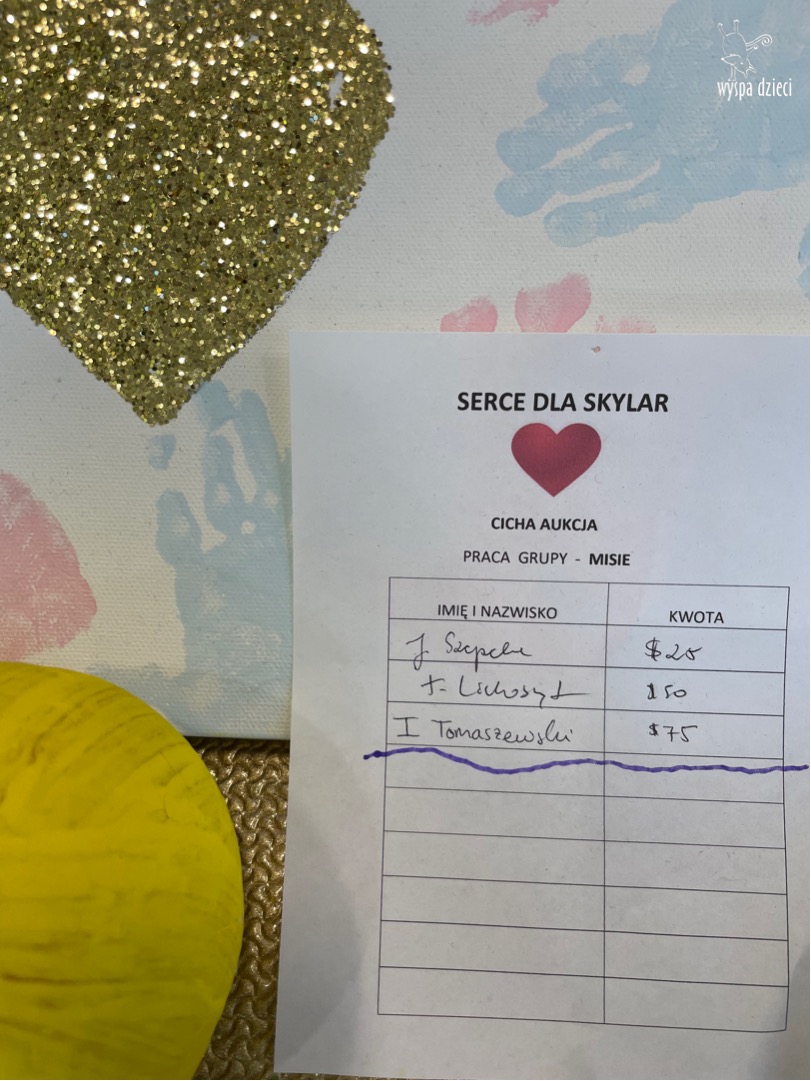 wyspa dzieci
SERCE DLA SKYLAR
CICHA AUKCJA
PRACA GRUPY - MISIE
IMIĘ I NAZWISKO KWOTA
J. $25
$50
I Tomaszewski $75